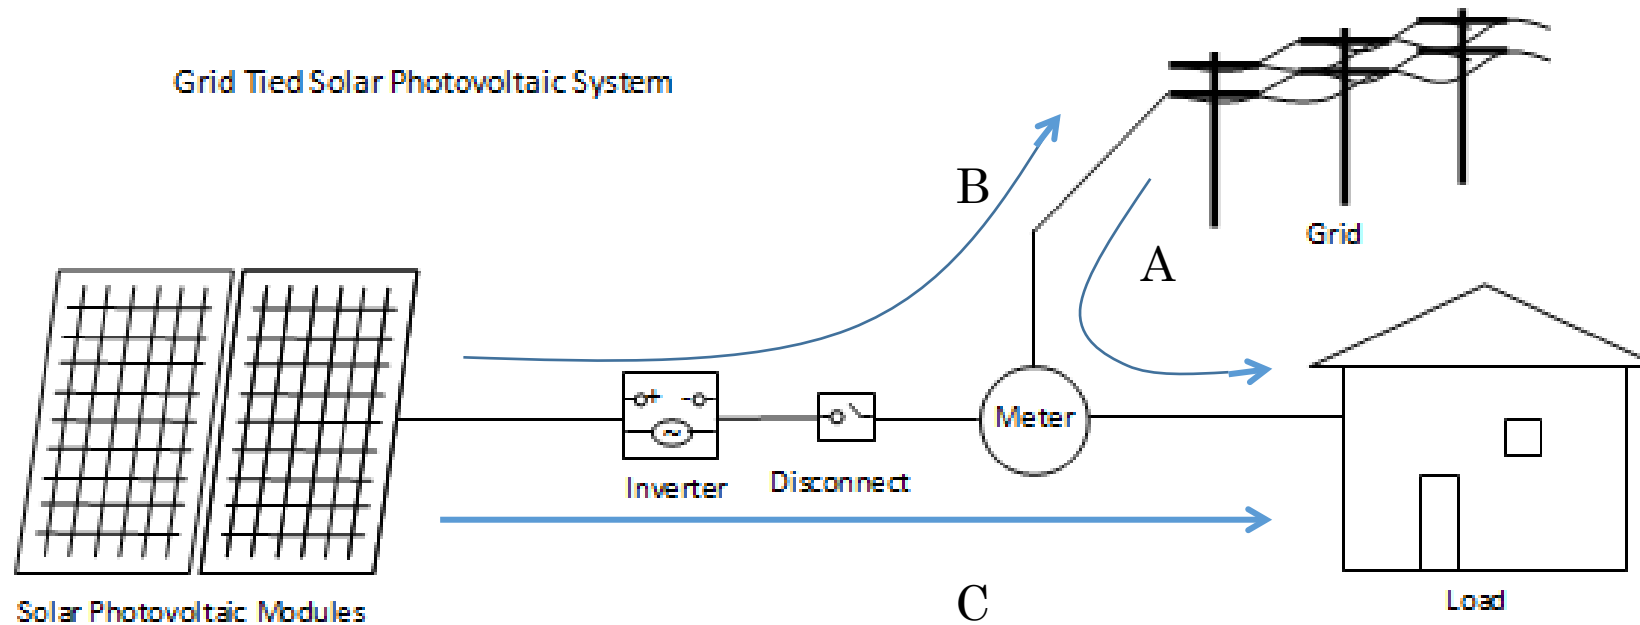 Grid Tied Solar Photovoltaic System
B
A
Grid
Meter
Inverter
Disconnect
C
Load
Solar Photovoltaic Modules